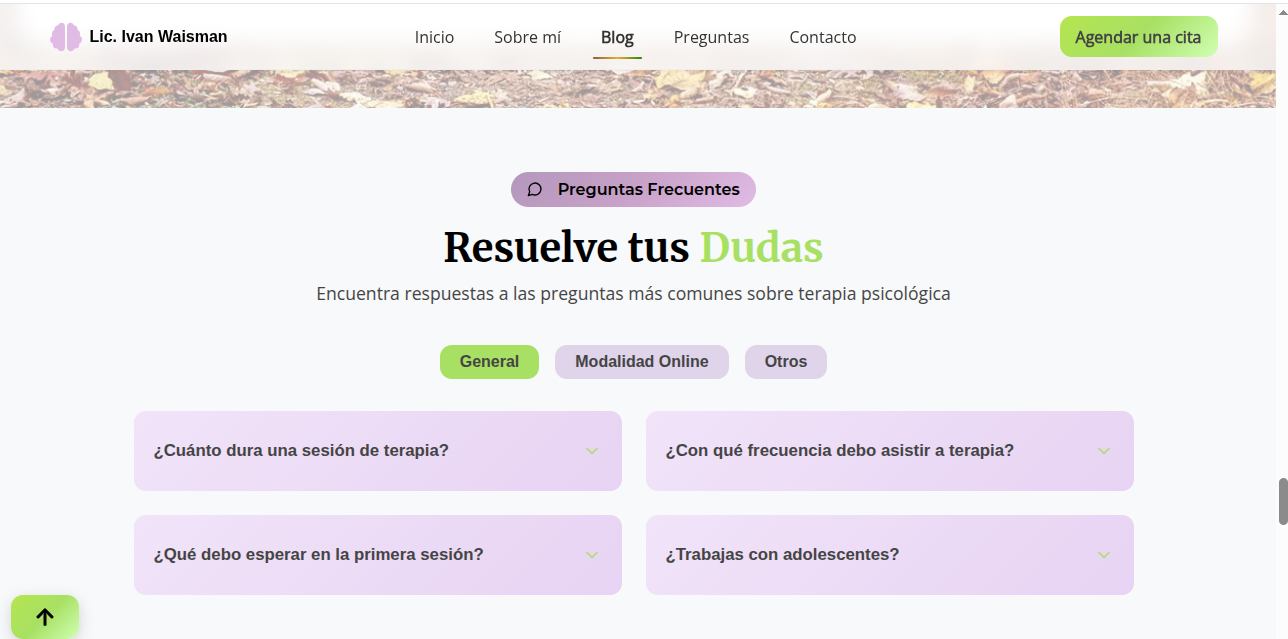 Lic. Ivan Waisman
Inicio
Sobre mí
Blog
Preguntas
Contacto
Agendar una cita
Preguntas Frecuentes
Resuelve tus Dudas
Encuentra respuestas a las preguntas más comunes sobre terapia psicológica
General
Modalidad Online
Otros
¿Cuánto dura una sesión de terapia?
¿Con qué frecuencia debo asistir a terapia?
¿Qué debo esperar en la primera sesión?
¿Trabajas con adolescentes?